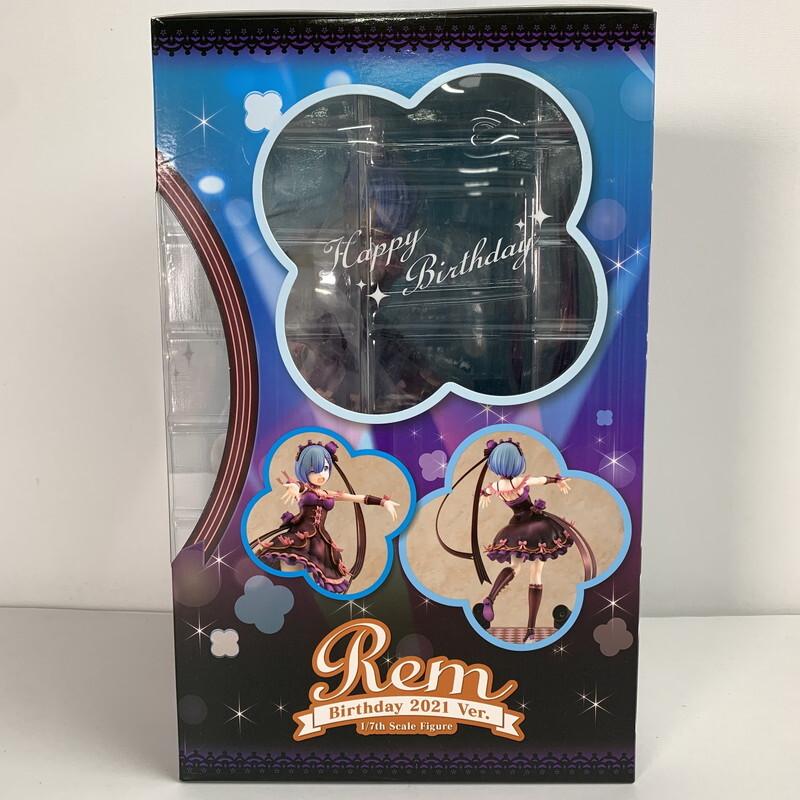 Happy
Birthday
Rem
Birthday 2021 Ver.
1/7th Scale Figure